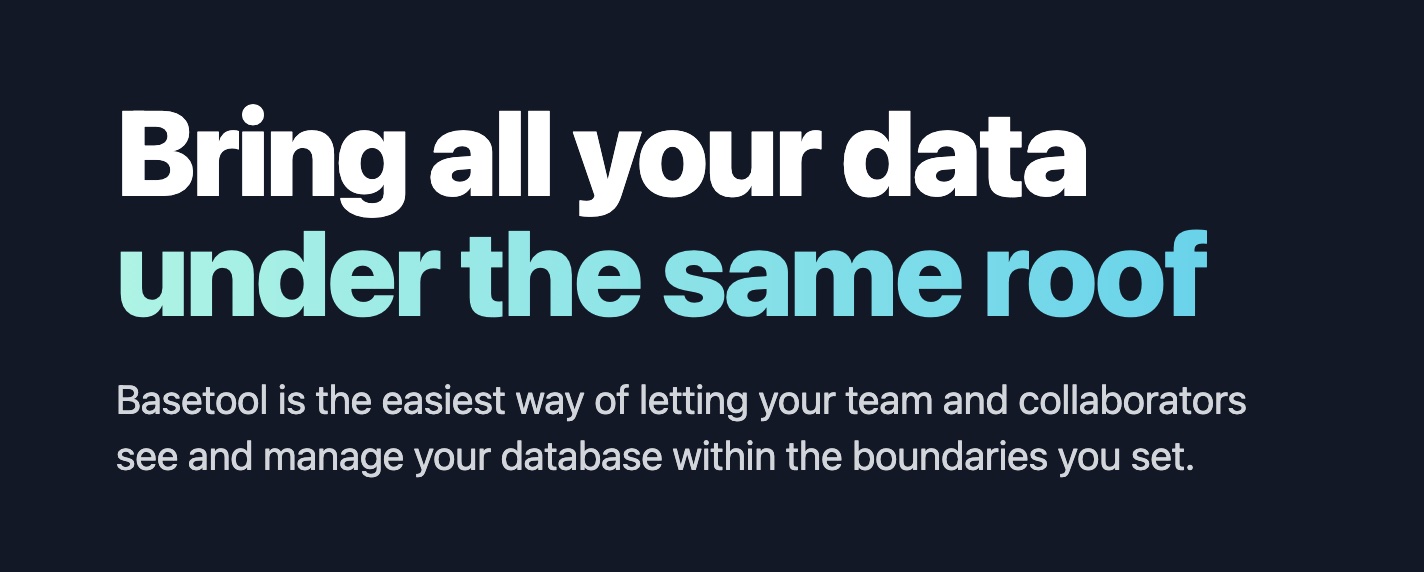 Bring all your data
under the same roof
Basetool is the easiest way of letting your team and collaborators
see and manage your database within the boundaries you set.